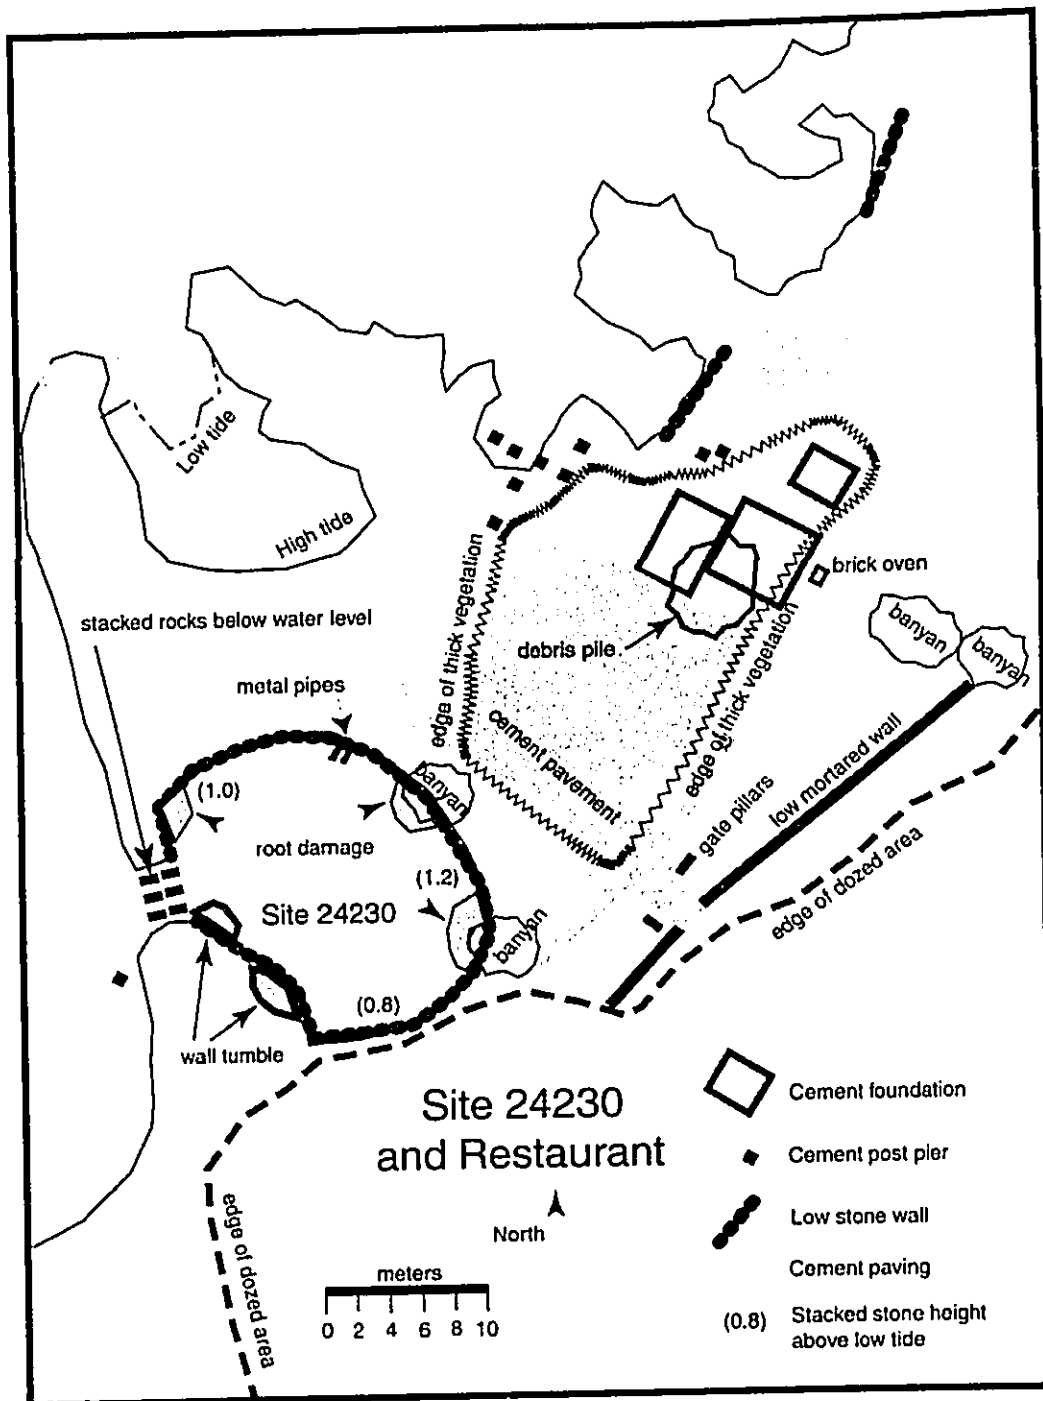 Low tide
High tide
stacked rocks below water level
metal pipes
edge of thick vegetation
brick oven
debris pile
edge of thick vegetation
banyan
banyan
cement pavement
banyan
(1.0)
root damage
(1.2)
gate pillars
low mortared wall
edge of dozed area
Site 24230
banyan
(0.8)
wall tumble
Site 24230
and Restaurant
North
edge of dozed area
meters
0 2 4 6 8 10
Cement foundation
Cement post pier
Low stone wall
Cement paving
(0.8) Stacked stone height
above low tide